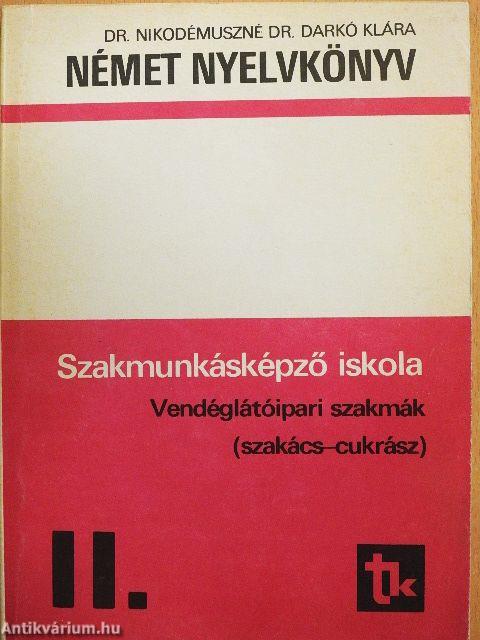 DR. NIKODÉMUSZNÉ DR. DARKÓ KLÁRA
NÉMET NYELVKÖNYV
Szakmunkásképző iskola
Vendéglátóipari szakmák
(szakács–cukrász)
II.
tk
Antikvárium.hu